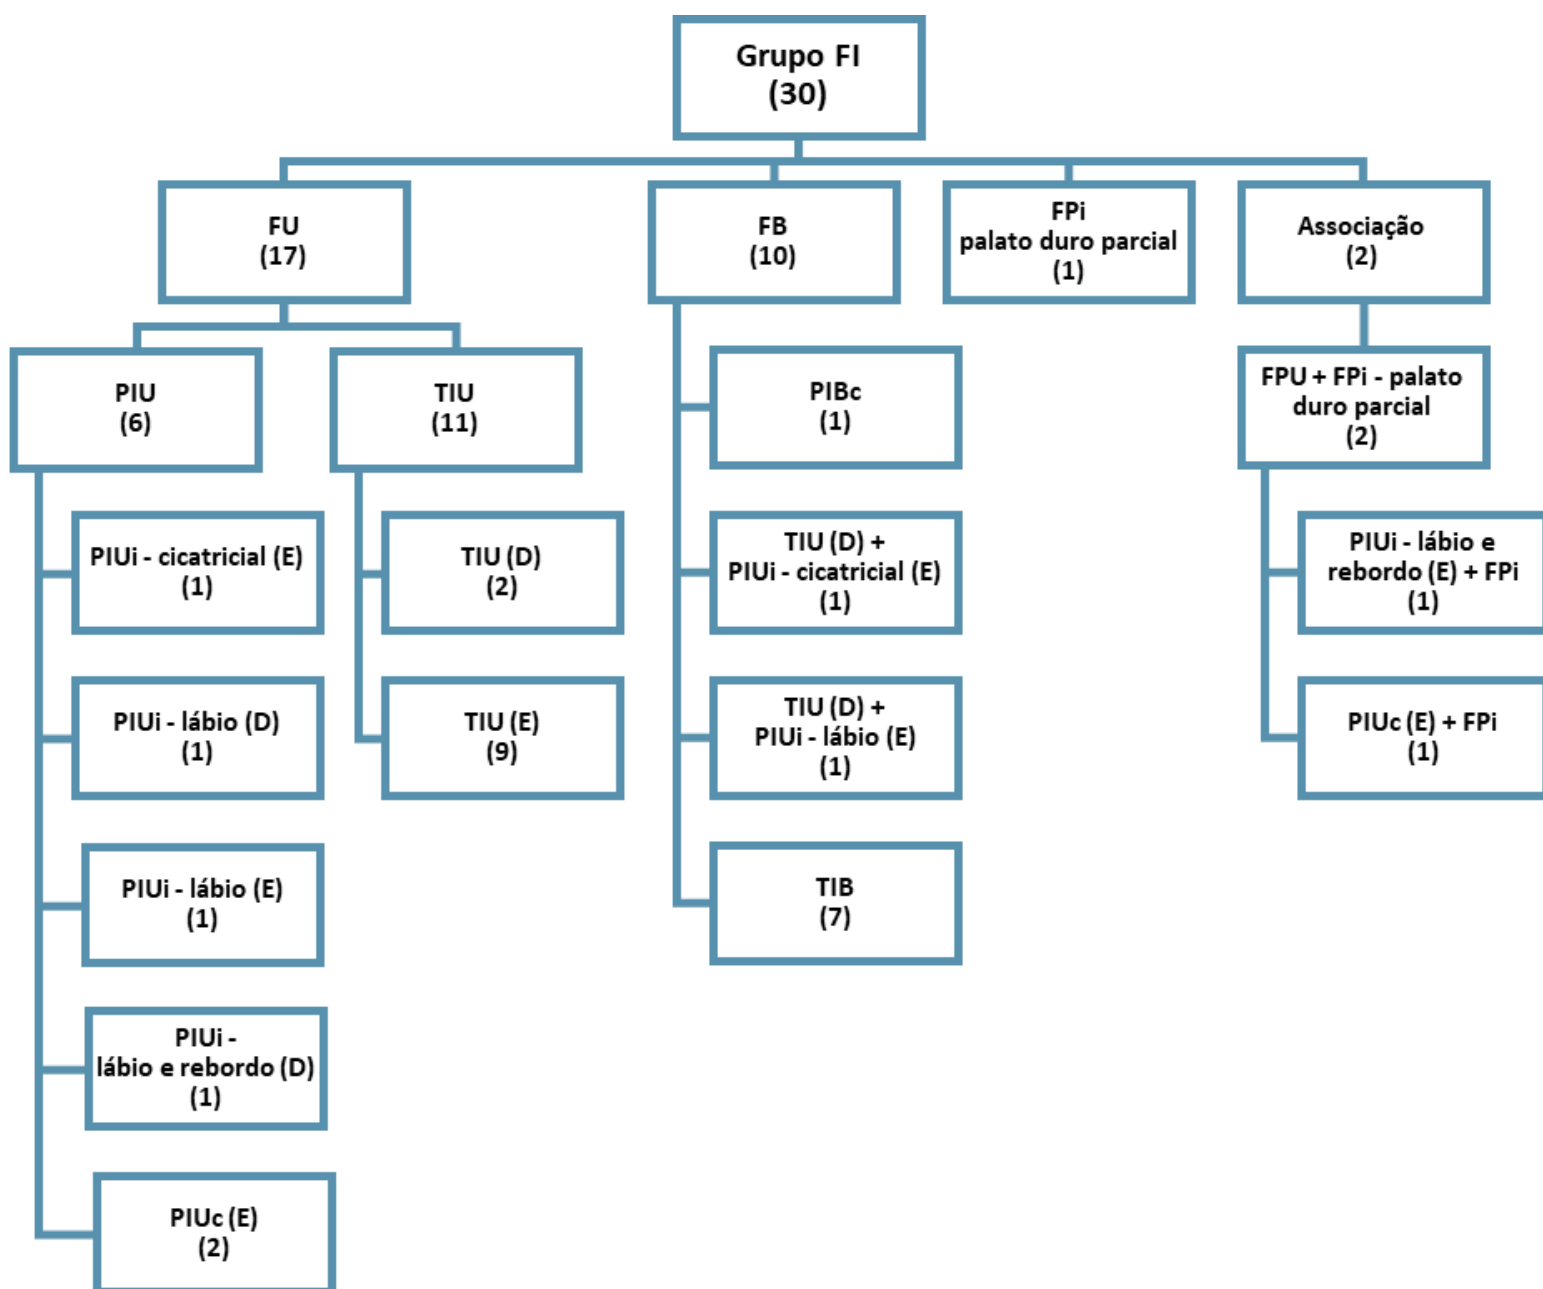 Grupo FI
(30)
FU
(17)
FB
(10)
FPi
palato duro parcial
(1)
Associação
(2)
PIU
(6)
TIU
(11)
PIBc
(1)
FPU + FPi - palato
duro parcial
(2)
PIUi - cicatricial (E)
(1)
TIU (D)
(2)
TIU (D) +
PIUi - cicatricial (E)
(1)
PIUi - lábio e
rebordo (E) + FPi
(1)
PIUi - lábio (D)
(1)
TIU (E)
(9)
TIU (D) +
PIUi - lábio (E)
(1)
PIUc (E) + FPi
(1)
PIUi - lábio (E)
(1)
TIB
(7)
PIUi -
lábio e rebordo (D)
(1)
PIUc (E)
(2)